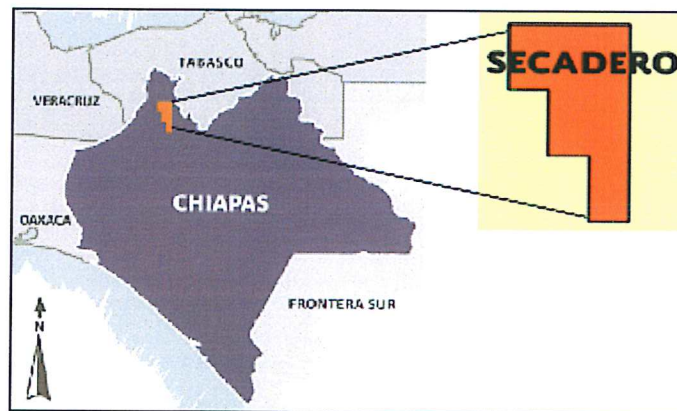 TABASCO
SECADERO
VERACRUZ
CHIAPAS
OAXACA
FRONTERA SUR
N